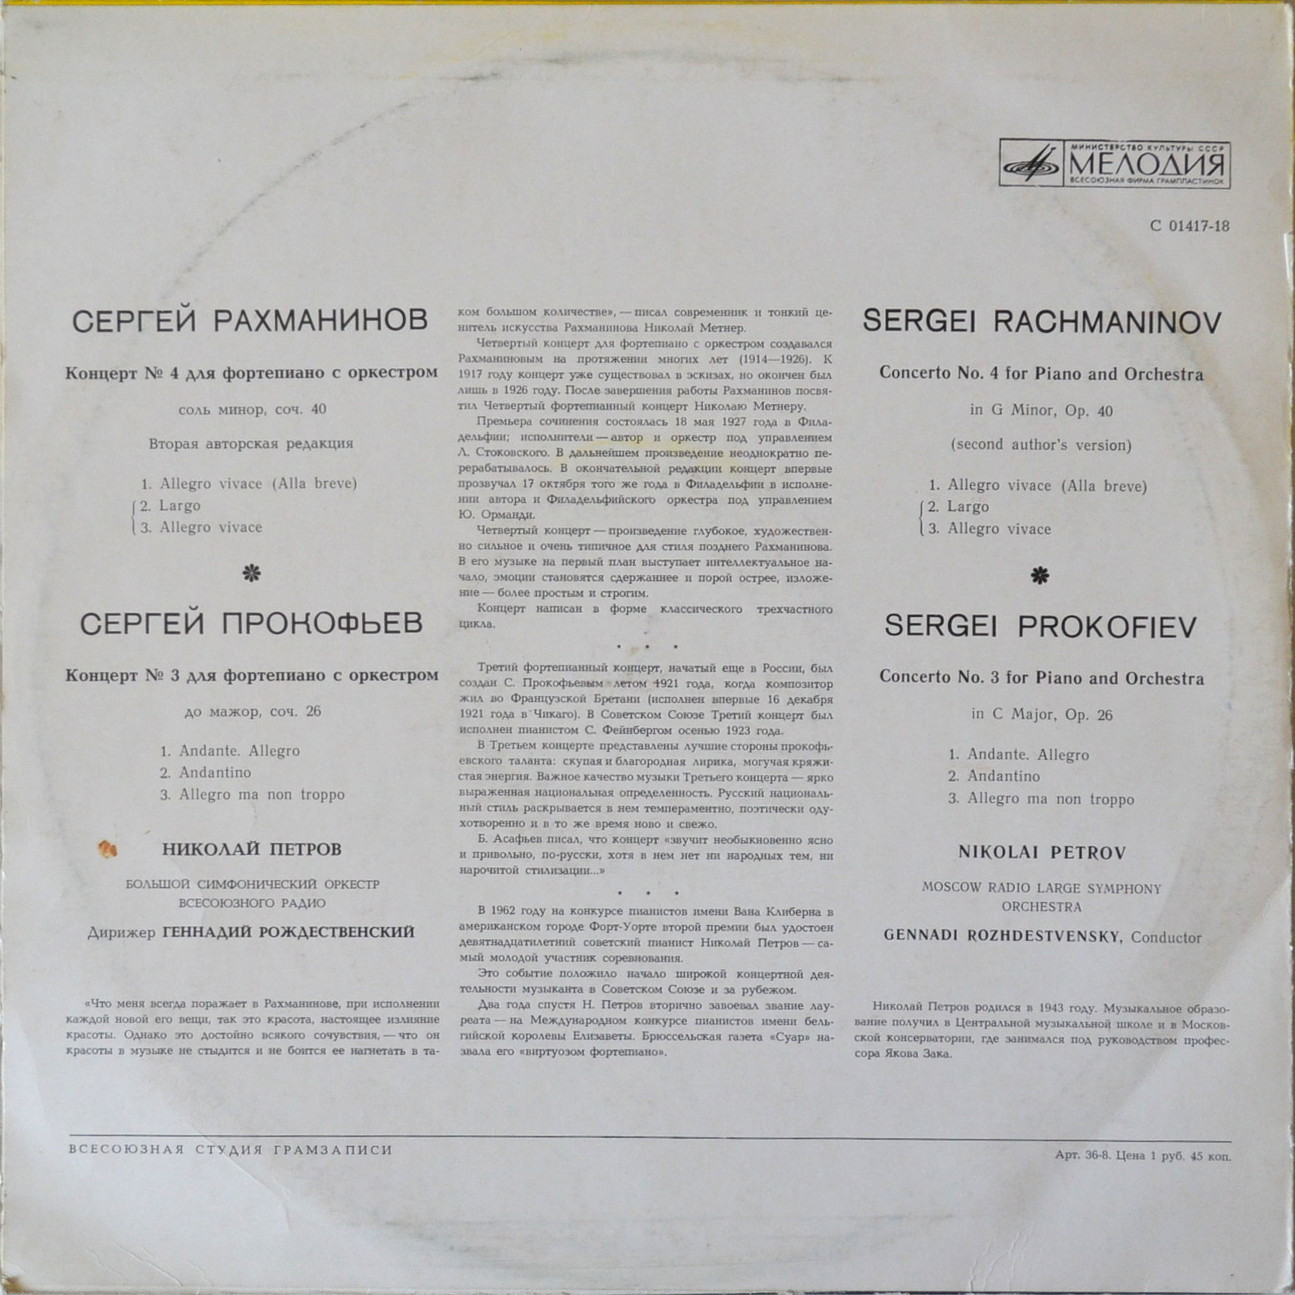 МИНИСТЕРСТВО КУЛЬТУРЫ СССР
МЕЛОДИЯ
ВСЕСОЮЗНАЯ ФИРМА ГРАМПЛАСТИНОК
С 01417-18
СЕРГЕЙ РАХМАНИНОВ
Концерт № 4 для фортепиано с оркестром
соль минор, соч. 40
Вторая авторская редакция
1. Allegro vivace (Alla breve)
2. Largo
3. Allegro vivace
СЕРГЕЙ ПРОКОФЬЕВ
Концерт № 3 для фортепиано с оркестром
до мажор, соч. 26
1. Andante. Allegro
2. Andantino
3. Allegro ma non troppo
НИКОЛАЙ ПЕТРОВ
БОЛЬШОЙ СИМФОНИЧЕСКИЙ ОРКЕСТР
ВСЕСОЮЗНОГО РАДИО
Дирижер ГЕННАДИЙ РОЖДЕСТВЕНСКИЙ
«Что меня всегда поражает в Рахманинове, при исполнении
каждой новой его вещи, так это красота, настоящее излияние
красоты. Однако это достойно всякого сочувствия, — что он
красоты в музыке не стыдится и не боится ее нагнетать в та-
ком большом количестве», — писал современник и тонкий це-
нитель искусства Рахманинова Николай Метнер.
Четвертый концерт для фортепиано с оркестром создавался
Рахманиновым на протяжении многих лет (1914—1926). К
1917 году концерт уже существовал в эскизах, но окончен был
лишь в 1926 году. После завершения работы Рахманинов посвя-
тил Четвертый фортепианный концерт Николаю Метнеру.
Премьера сочинения состоялась 18 мая 1927 года в Фила-
дельфии; исполнители — автор и оркестр под управлением
Л. Стоковского. В дальнейшем произведение неоднократно пе-
рерабатывалось. В окончательной редакции концерт впервые
прозвучал 17 октября того же года в Филадельфии в исполне-
нии автора и Филадельфийского оркестра под управлением
Ю. Орманди.
Четвертый концерт — произведение глубокое, художествен-
но сильное и очень типичное для стиля позднего Рахманинова.
В его музыке на первый план выступает интеллектуальное на-
чало, эмоции становятся сдержаннее и порой острее, изложе-
ние — более простым и строгим.
Концерт написан в форме классического трехчастного
цикла.
• • •
Третий фортепианный концерт, начатый еще в России, был
создан С. Прокофьевым летом 1921 года, когда композитор
жил во Французской Бретани (исполнен впервые 16 декабря
1921 года в Чикаго). В Советском Союзе Третий концерт был
исполнен пианистом С. Фейнбергом осенью 1923 года.
В Третьем концерте представлены лучшие стороны прокофь-
евского таланта: скупая и благородная лирика, могучая кряжи-
стая энергия. Важное качество музыки Третьего концерта — ярко
выраженная национальная определенность. Русский националь-
ный стиль раскрывается в нем темпераментно, поэтически оду-
хотворенно и в то же время ново и свежо.
Б. Асафьев писал, что концерт «звучит необыкновенно ясно
и привольно, по-русски, хотя в нем нет ни народных тем, ни
нарочитой стилизации...»
• • •
В 1962 году на конкурсе пианистов имени Вана Клиберна в
американском городе Форт-Уорте второй премии был удостоен
девятнадцатилетний советский пианист Николай Петров — са-
мый молодой участник соревнования.
Это событие положило начало широкой концертной дея-
тельности музыканта в Советском Союзе и за рубежом.
Два года спустя Н. Петров вторично завоевал звание лау-
реата — на Международном конкурсе пианистов имени бель-
гийской королевы Елизаветы. Брюссельская газета «Суар» на-
звала его «виртуозом фортепиано».
SERGEI RACHMANINOV
Concerto No. 4 for Piano and Orchestra
in G Minor, Op. 40
(second author's version)
1. Allegro vivace (Alla breve)
2. Largo
3. Allegro vivace
SERGEI PROKOFIEV
Concerto No. 3 for Piano and Orchestra
in C Major, Op. 26
1. Andante. Allegro
2. Andantino
3. Allegro ma non troppo
NIKOLAI PETROV
MOSCOW RADIO LARGE SYMPHONY
ORCHESTRA
GENNADI ROZHDESTVENSKY, Conductor
Николай Петров родился в 1943 году. Музыкальное образо-
вание получил в Центральной музыкальной школе и в Москов-
ской консерватории, где занимался под руководством профес-
сора Якова Зака.
ВСЕСОЮЗНАЯ СТУДИЯ ГРАМЗАПИСИ
Арт. 36-8. Цена 1 руб. 45 коп.